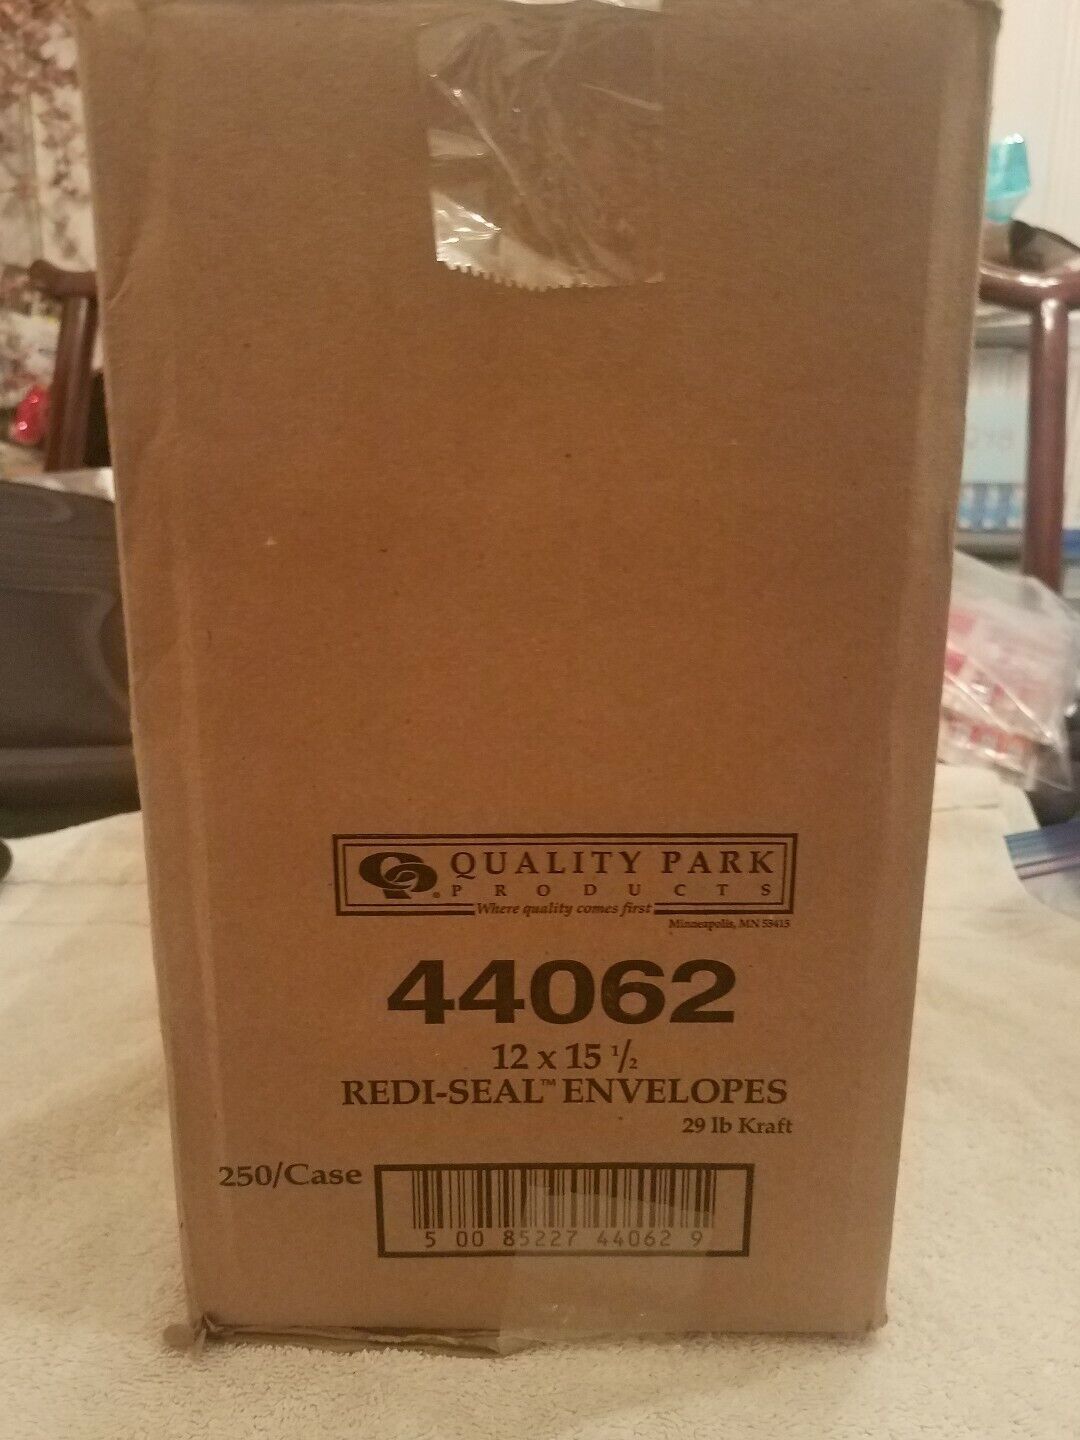 QUALITY PARK
PRODUCTS
Where quality comes first
Minneapolis, MN 55415
44062
12 x 15 1/2
REDI-SEAL™ ENVELOPES
29 lb Kraft
250/Case
5 00 85227 44062 9